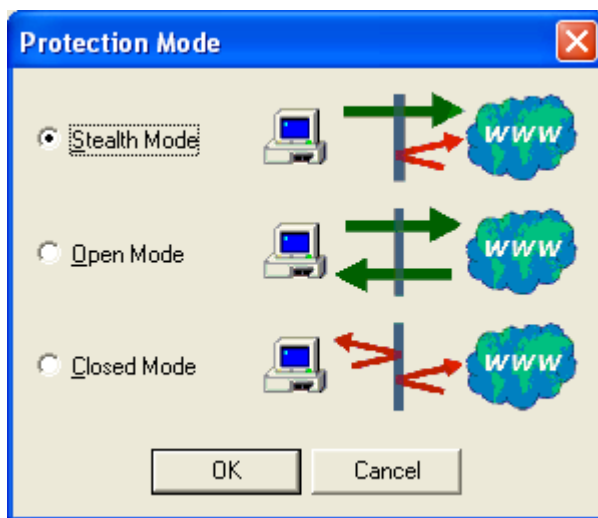 Protection Mode
Stealth Mode
WWW
Open Mode
WWW
Closed Mode
WWW
OK
Cancel